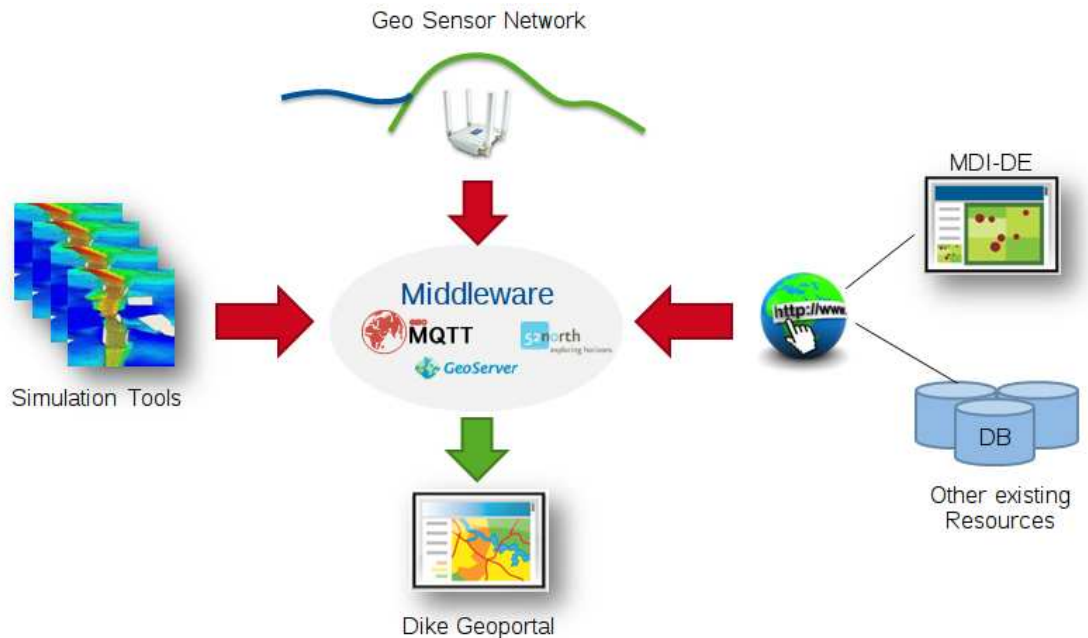 Geo Sensor Network
MDI-DE
Middleware
GEO
MQTT
52north
exploring horizons
GeoServer
http://www.
Simulation Tools
DB
Other existing
Resources
Dike Geoportal